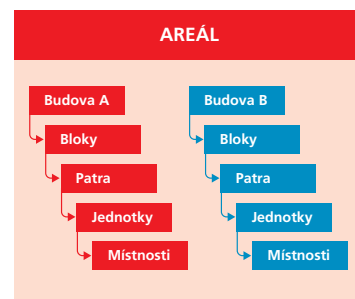 AREÁL
Budova A
Bloky
Patra
Jednotky
Místnosti
Budova B
Bloky
Patra
Jednotky
Místnosti